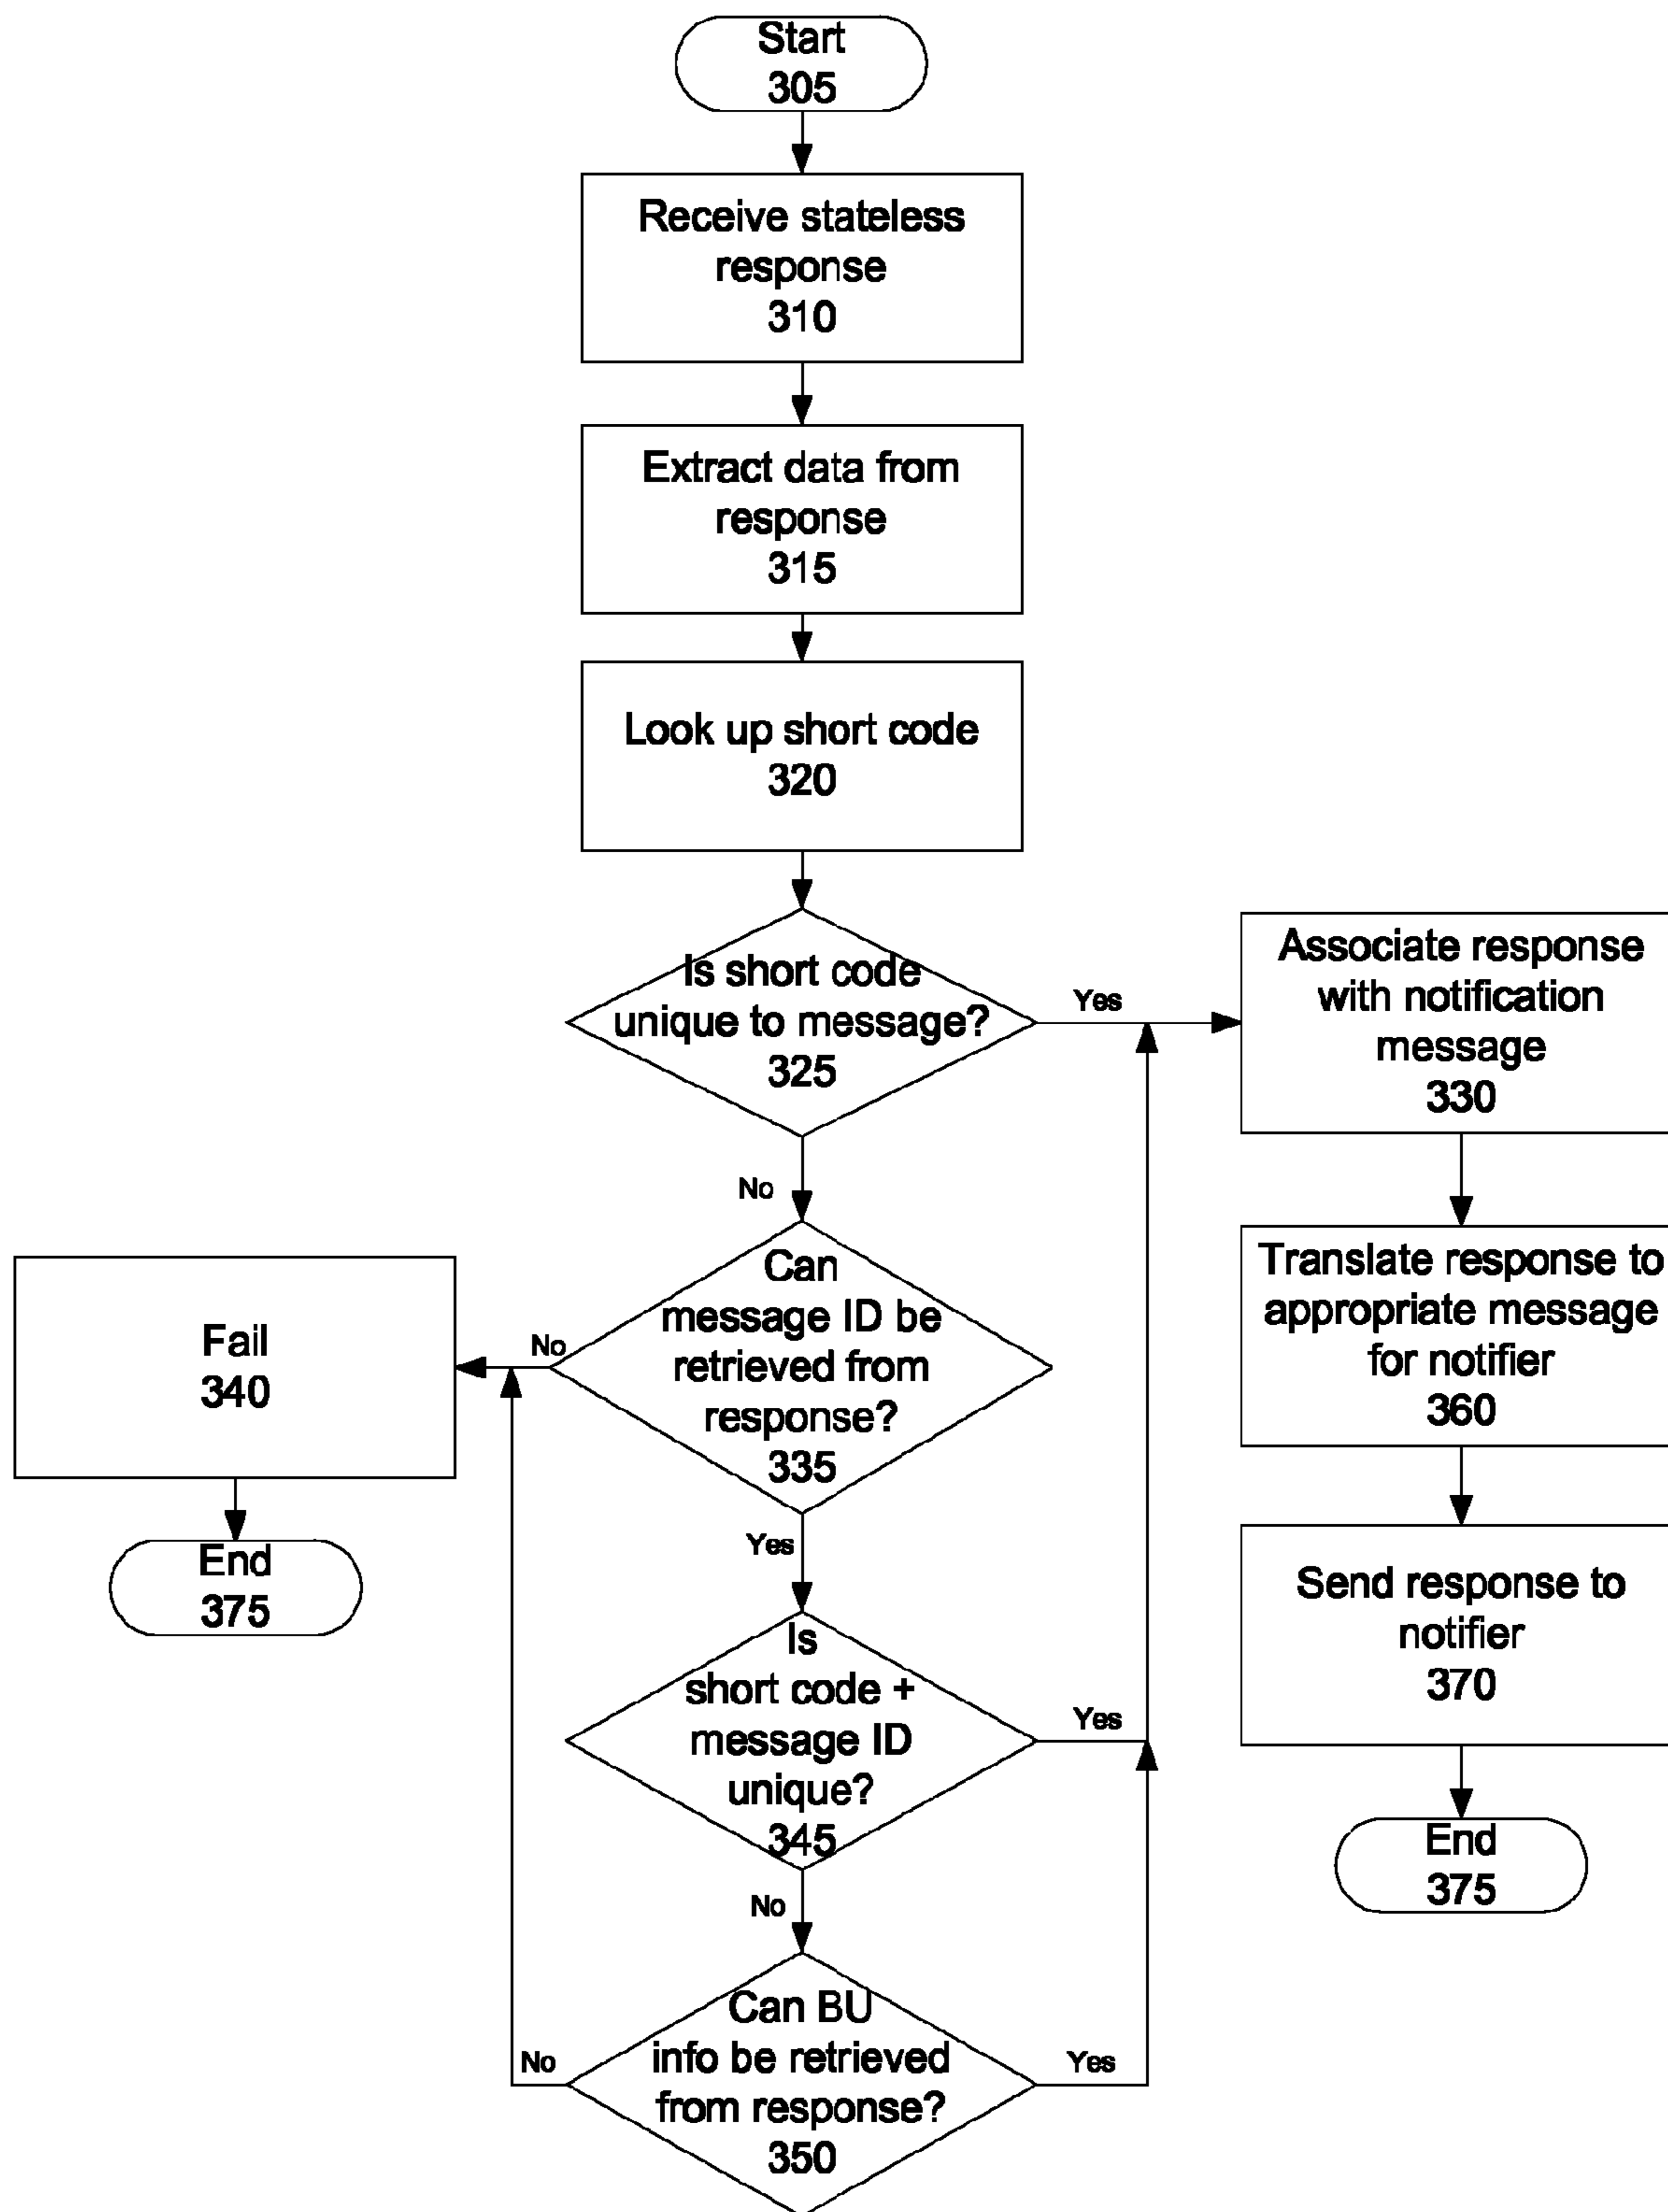 Start
305
Receive stateless
response
310
Extract data from
response
315
Look up short code
320
Is short code
unique to message?
325
Yes
No
Associate response
with notification
message
330
Can
message ID be
retrieved from
response?
335
No
Yes
Fail
340
End
375
Translate response to
appropriate message
for notifier
360
Is
short code +
message ID
unique?
345
Yes
No
Send response to
notifier
370
End
375
Can BU
info be retrieved
from response?
350
No
Yes